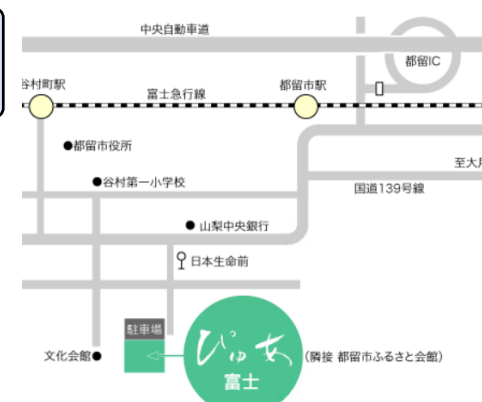 中央自動車道
都留IC
谷村町駅
富士急行線
都留市駅
●都留市役所
至大月
●谷村第一小学校
国道139号線
● 山梨中央銀行
日本生命前
駐車場
ぴゅあ
富士
文化会館●
(隣接 都留市ふるさと会館)